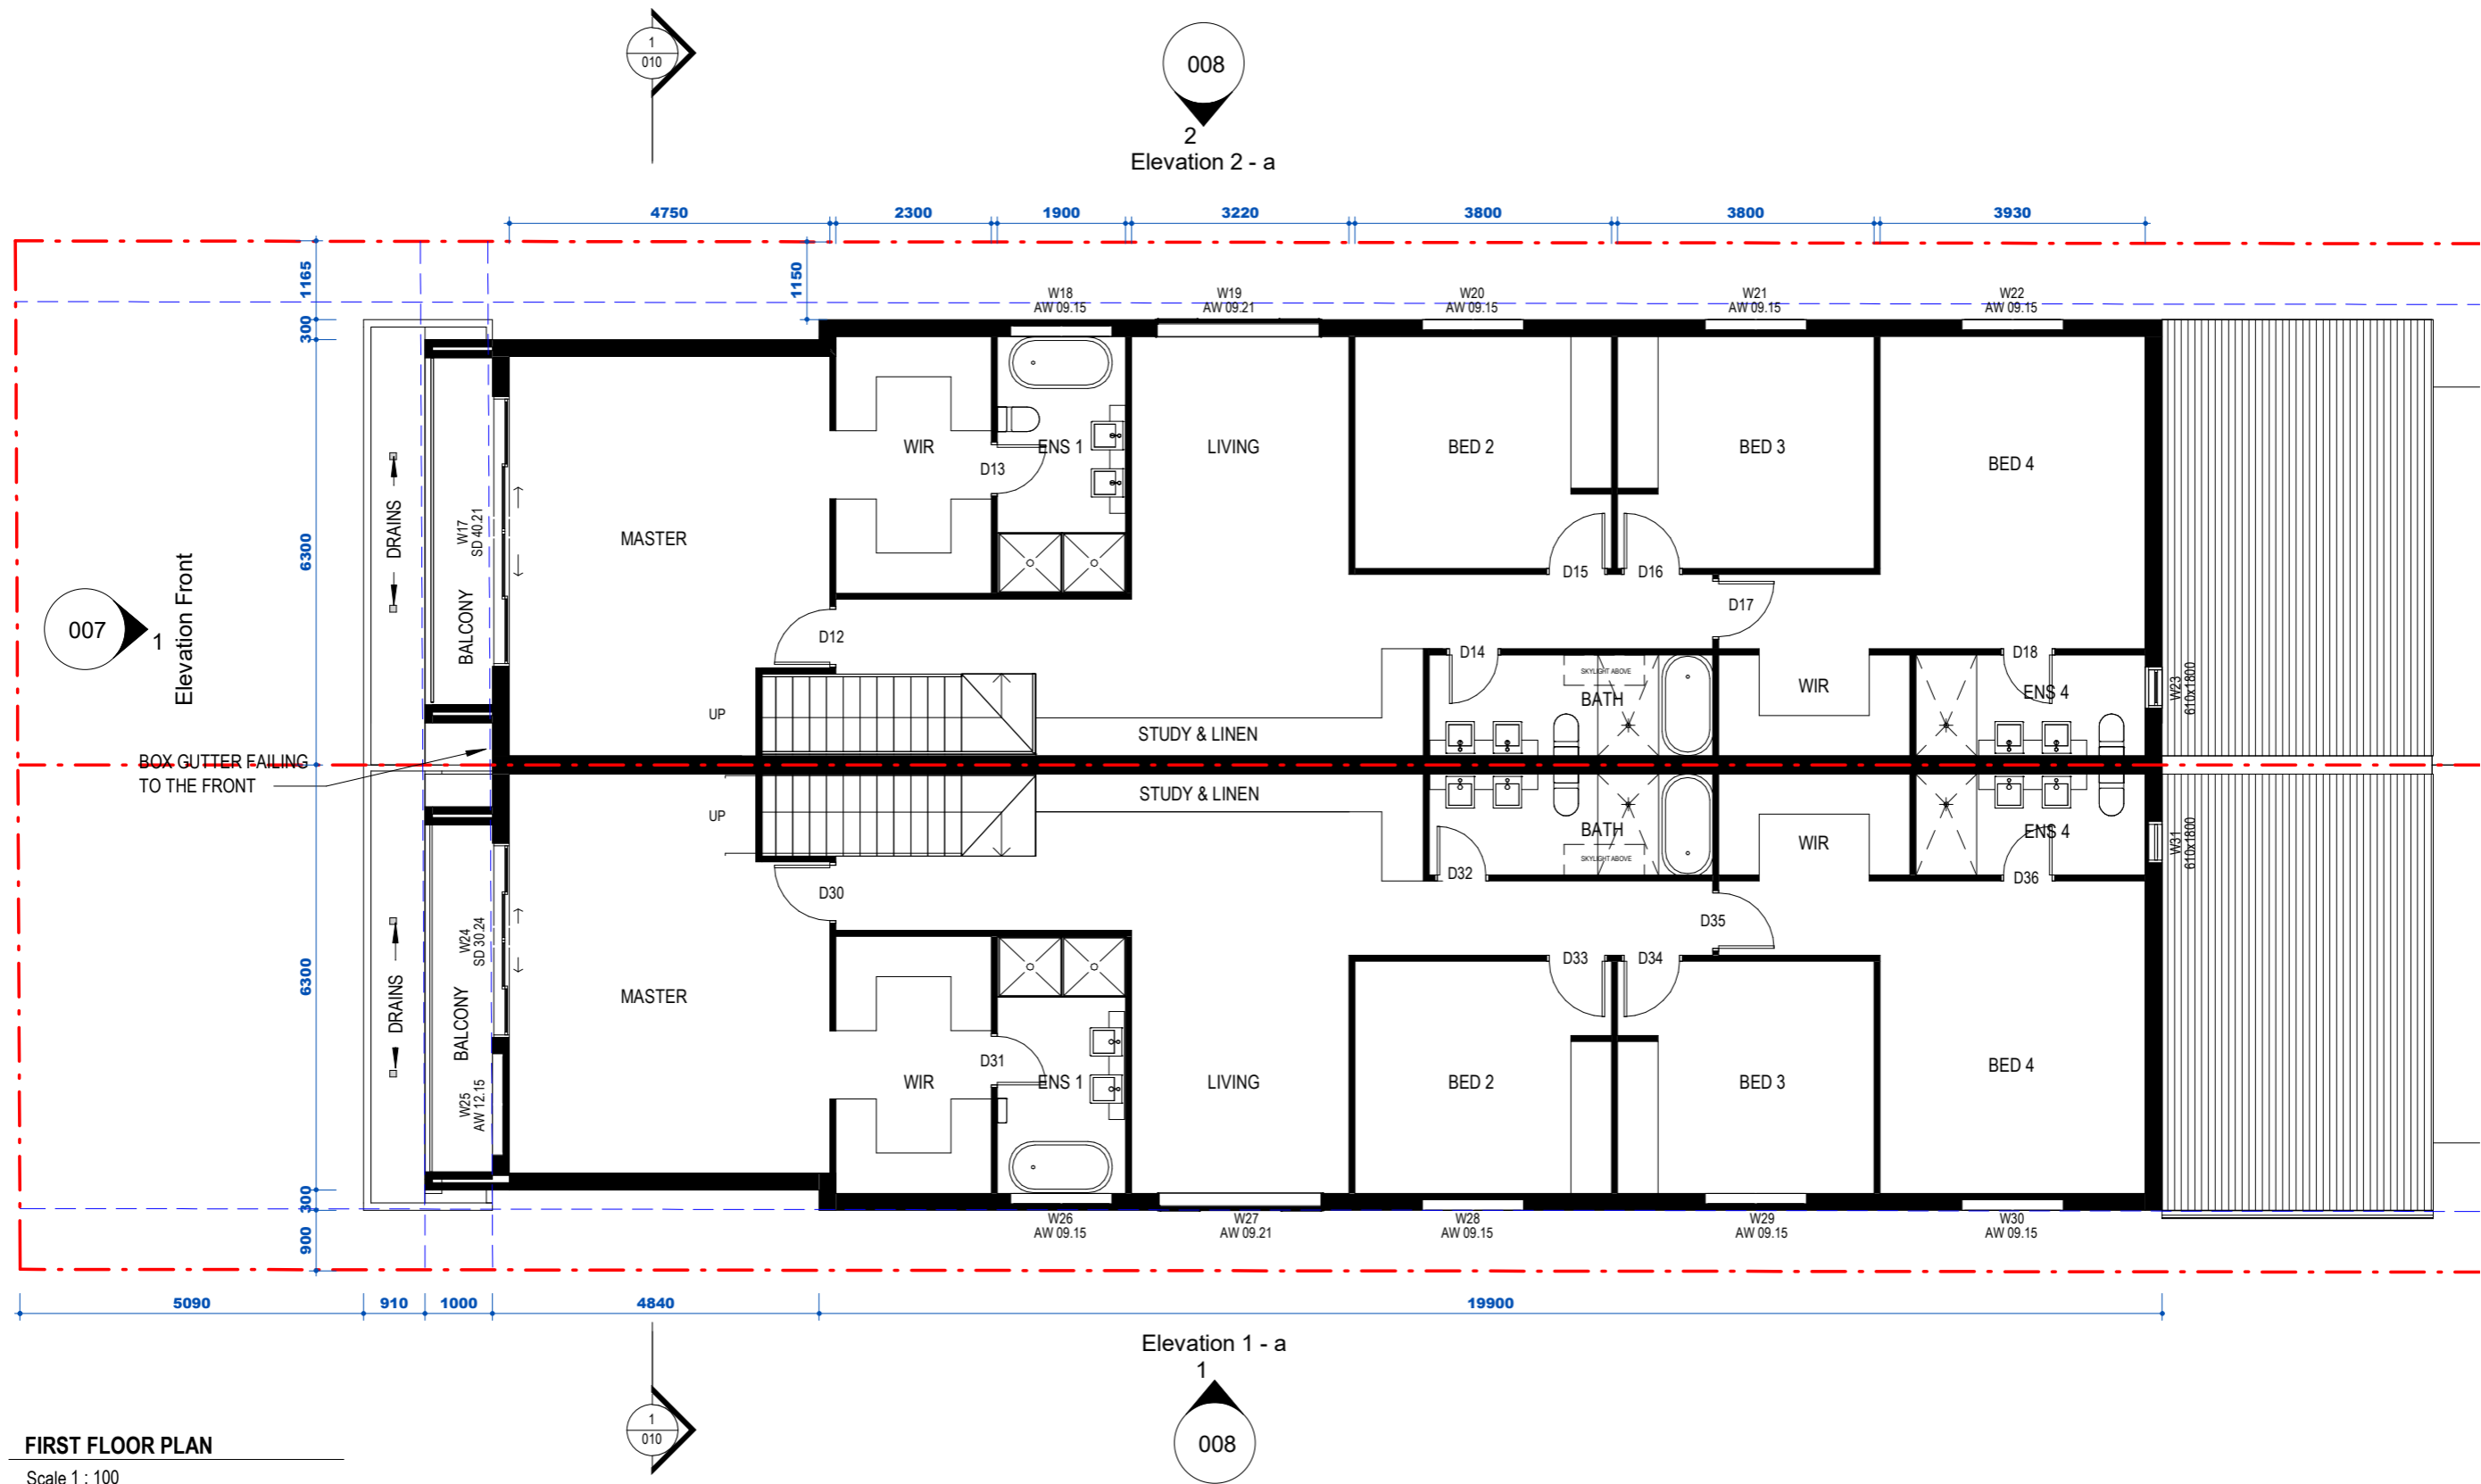 1
010
008
2
Elevation 2 - a
4750
2300
1900
3220
3800
3800
3930
1165
1150
300
W18
AW 09.15
W19
AW 09.21
W20
AW 09.15
W21
AW 09.15
W22
AW 09.15
WIR
ENS 1
LIVING
BED 2
BED 3
BED 4
D13
DRAINS
W17
SD 40.21
MASTER
6300
BALCONY
D15
D16
D17
007
1
Elevation Front
D12
D14
D18
SKYLIGHT ABOVE
BATH
WIR
ENS 4
W23
610x1800
UP
STUDY & LINEN
BOX GUTTER FAILING
TO THE FRONT
STUDY & LINEN
UP
BATH
SKYLIGHT ABOVE
WIR
ENS 4
W31
610x1800
D32
D36
D30
D35
6300
DRAINS
BALCONY
W24
SD 30.24
MASTER
D33
D34
D31
WIR
ENS 1
LIVING
BED 2
BED 3
BED 4
W25
AW 12.15
300
900
W26
AW 09.15
W27
AW 09.21
W28
AW 09.15
W29
AW 09.15
W30
AW 09.15
5090
910
1000
4840
19900
Elevation 1 - a
1
008
1
010
FIRST FLOOR PLAN
Scale 1 : 100